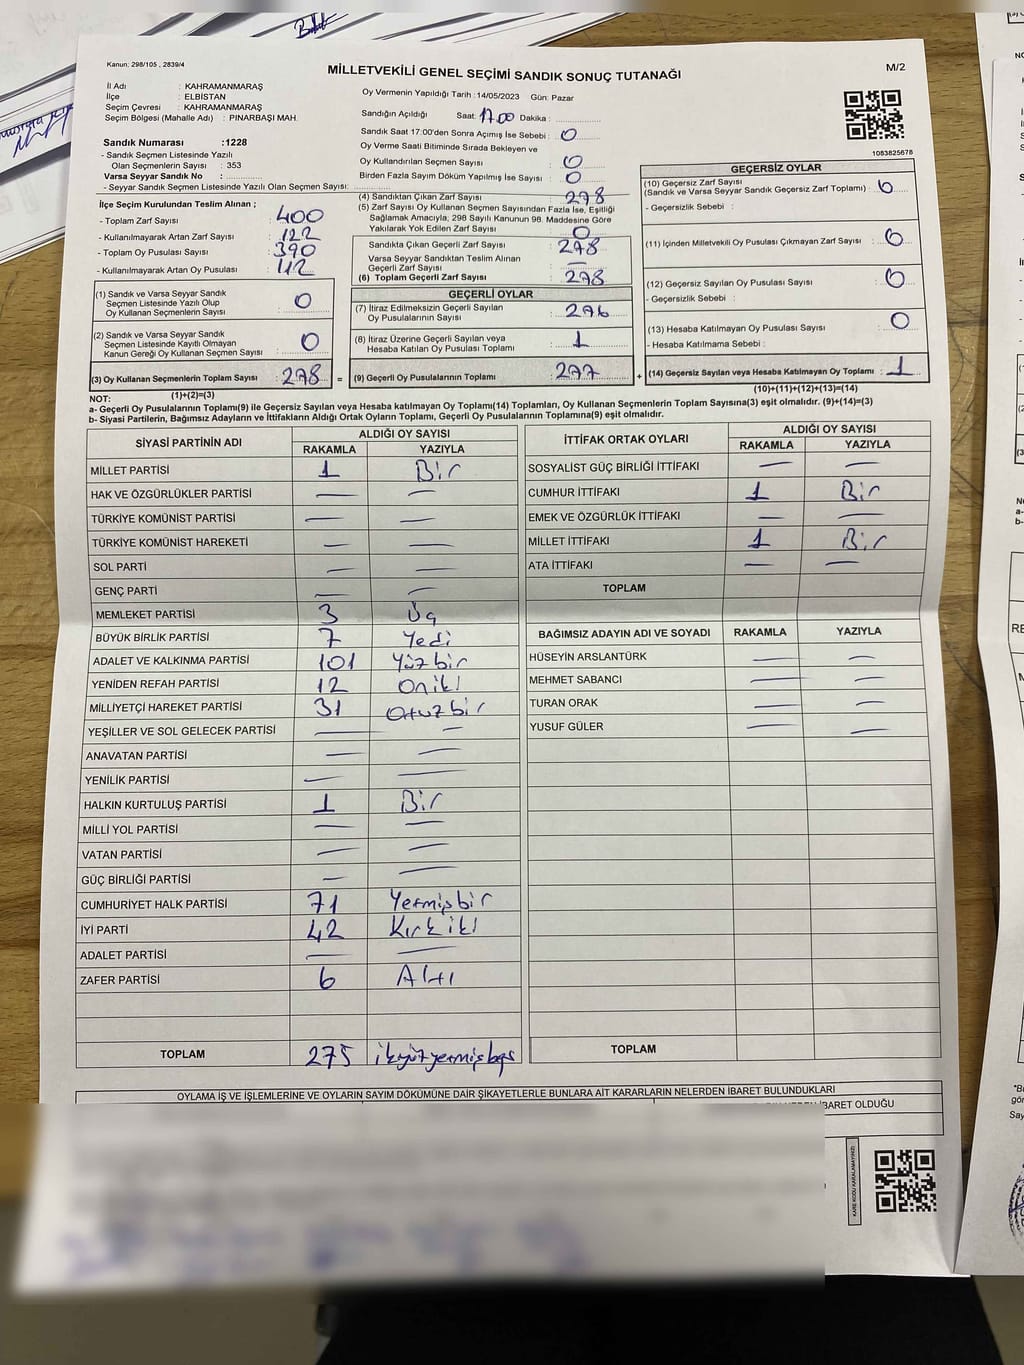 Kanun; 298/105 , 2839/4
MİLLETVEKİLİ GENEL SEÇİMİ SANDIK SONUÇ TUTANAĞI
M/2
İl Adı : KAHRAMANMARAŞ
İlçe : ELBİSTAN
Seçim Çevresi : KAHRAMANMARAŞ
Seçim Bölgesi (Mahalle Adı) : PINARBAŞI MAH.
Sandık Numarası :1228
- Sandık Seçmen Listesinde Yazılı
Olan Seçmenlerin Sayısı : 353
Varsa Seyyar Sandık No :
- Seyyar Sandık Seçmen Listesinde Yazılı Olan Seçmen Sayısı:
İlçe Seçim Kurulundan Teslim Alınan ;
- Toplam Zarf Sayısı : 400
- Kullanılmayarak Artan Zarf Sayısı : 122
- Toplam Oy Pusulası Sayısı : 390
- Kullanılmayarak Artan Oy Pusulası : 112
(1) Sandık ve Varsa Seyyar Sandık
Seçmen Listesinde Yazılı Olup
Oy Kullanan Seçmenlerin Sayısı : 0
(2) Sandık ve Varsa Seyyar Sandık
Seçmen Listesinde Kayıtlı Olmayan
Kanun Gereği Oy Kullanan Seçmen Sayısı : 0
(3) Oy Kullanan Seçmenlerin Toplam Sayısı : 278 =
(1)+(2)=(3)
Oy Vermenin Yapıldığı Tarih :14/05/2023 Gün: Pazar
Sandığın Açıldığı Saat: 17.00 Dakika :
Sandık Saat 17:00'den Sonra Açımış İse Sebebi : 0
Oy Verme Saati Bitiminde Sırada Bekleyen ve
Oy Kullandırılan Seçmen Sayısı : 0
Birden Fazla Sayım Döküm Yapılmış İse Sayısı : 0
(4) Sandıktan Çıkan Zarf Sayısı : 278
(5) Zarf Sayısı Oy Kullanan Seçmen Sayısından Fazla İse, Eşitliği
Sağlamak Amacıyla, 298 Sayılı Kanunun 98. Maddesine Göre
Yakılarak Yok Edilen Zarf Sayısı : 0
Sandıkta Çıkan Geçerli Zarf Sayısı : 278
Varsa Seyyar Sandıktan Teslim Alınan
Geçerli Zarf Sayısı : —
(6) Toplam Geçerli Zarf Sayısı : 278
GEÇERLİ OYLAR
(7) İtiraz Edilmeksizin Geçerli Sayılan
Oy Pusulalarının Sayısı : 276
(8) İtiraz Üzerine Geçerli Sayılan veya
Hesaba Katılan Oy Pusulası Toplamı : 1
(9) Geçerli Oy Pusulalarının Toplamı : 277 +
1083825678
GEÇERSİZ OYLAR
(10) Geçersiz Zarf Sayısı
(Sandık ve Varsa Seyyar Sandık Geçersiz Zarf Toplamı) : 0
- Geçersizlik Sebebi :
(11) İçinden Milletvekili Oy Pusulası Çıkmayan Zarf Sayısı : 0
(12) Geçersiz Sayılan Oy Pusulası Sayısı : 0
- Geçersizlik Sebebi :
(13) Hesaba Katılmayan Oy Pusulası Sayısı : 0
- Hesaba Katılmama Sebebi :
(14) Geçersiz Sayılan veya Hesaba Katılmayan Oy Toplamı : 1
(10)+(11)+(12)+(13)=(14)
NOT:
a- Geçerli Oy Pusulalarının Toplamı(9) ile Geçersiz Sayılan veya Hesaba katılmayan Oy Toplamı(14) Toplamları, Oy Kullanan Seçmenlerin Toplam Sayısına(3) eşit olmalıdır. (9)+(14)=(3)
b- Siyasi Partilerin, Bağımsız Adayların ve İttifakların Aldığı Ortak Oyların Toplamı, Geçerli Oy Pusulalarının Toplamına(9) eşit olmalıdır.
SİYASİ PARTİNİN ADI ALDIĞI OY SAYISI
RAKAMLA YAZIYLA
MİLLET PARTİSİ 1 Bir
HAK VE ÖZGÜRLÜKLER PARTİSİ — —
TÜRKİYE KOMÜNİST PARTİSİ — —
TÜRKİYE KOMÜNİST HAREKETİ — —
SOL PARTİ — —
GENÇ PARTİ — —
MEMLEKET PARTİSİ 3 Üç
BÜYÜK BİRLİK PARTİSİ 7 Yedi
ADALET VE KALKINMA PARTİSİ 101 Yüzbir
YENİDEN REFAH PARTİSİ 12 Oniki
MİLLİYETÇİ HAREKET PARTİSİ 31 Otuzbir
YEŞİLLER VE SOL GELECEK PARTİSİ — —
ANAVATAN PARTİSİ — —
YENİLİK PARTİSİ — —
HALKIN KURTULUŞ PARTİSİ 1 Bir
MİLLİ YOL PARTİSİ — —
VATAN PARTİSİ — —
GÜÇ BİRLİĞİ PARTİSİ — —
CUMHURİYET HALK PARTİSİ 71 Yetmişbir
İYİ PARTİ 42 Kırkiki
ADALET PARTİSİ — —
ZAFER PARTİSİ 6 Altı
TOPLAM 275 ikiyüzyetmişbeş
İTTİFAK ORTAK OYLARI ALDIĞI OY SAYISI
RAKAMLA YAZIYLA
SOSYALİST GÜÇ BİRLİĞİ İTTİFAKI — —
CUMHUR İTTİFAKI 1 Bir
EMEK VE ÖZGÜRLÜK İTTİFAKI — —
MİLLET İTTİFAKI 1 Bir
ATA İTTİFAKI — —
TOPLAM
BAĞIMSIZ ADAYIN ADI VE SOYADI RAKAMLA YAZIYLA
HÜSEYİN ARSLANTÜRK — —
MEHMET SABANCI — —
TURAN ORAK — —
YUSUF GÜLER — —
TOPLAM
OYLAMA İŞ VE İŞLEMLERİNE VE OYLARIN SAYIM DÖKÜMÜNE DAİR ŞİKAYETLERLE BUNLARA AİT KARARLARIN NELERDEN İBARET BULUNDUKLARI
İBARET OLDUĞU
KARE KODU KARALAMAYINIZ!